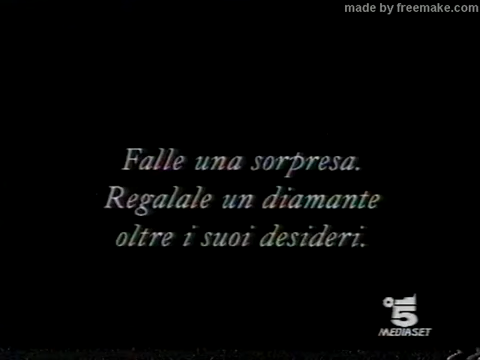 made by freemake.com
Falle una sorpresa.
Regalale un diamante
oltre i suoi desideri.
5
MEDIASET